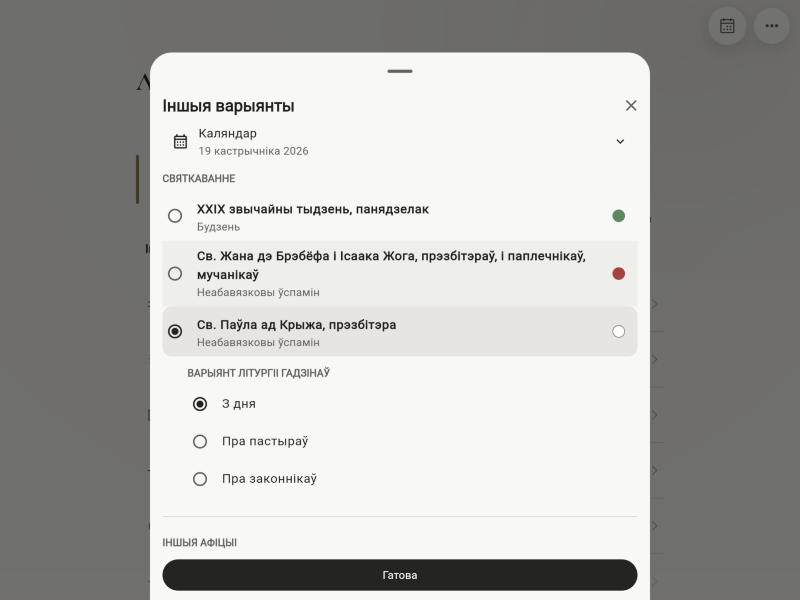 Іншыя варыянты
Каляндар
19 кастрычніка 2026
СВЯТКАВАННЕ
XXIX звычайны тыдзень, панядзелак
Будзень
Св. Жана дэ Брэбёфа і Ісаака Жога, прэзбітэраў, і паплечнікаў,
мучанікаў
Неабавязковы ўспамін
Св. Паўла ад Крыжа, прэзбітэра
Неабавязковы ўспамін
ВАРЫЯНТ ЛІТУРГІІ ГАДЗІНАЎ
З дня
Пра пастыраў
Пра законнікаў
ІНШЫЯ АФІЦЫІ
Гатова